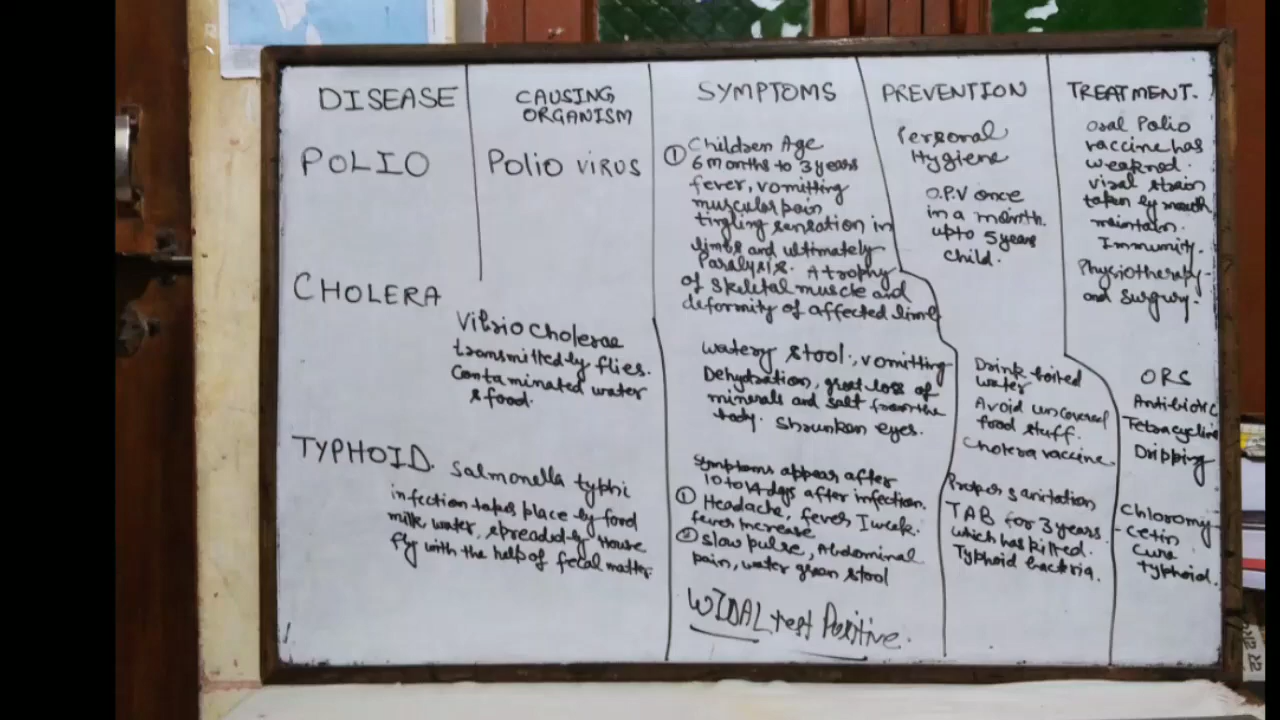 DISEASE
CAUSING
ORGANISM
SYMPTOMS
PREVENTION
TREATMENT.
POLIO
Polio virus
① Children Age
6 months to 3 years
fever, vomitting
muscular pain
tingling sensation in
limbs and ultimately
Paralysis. Atrophy
of skeletal muscle and
deformity of affected limb
Personal
Hygiene
O.P.V once
in a month.
upto 5 years
child.
Oral Polio
vaccine has
weakned.
viral strain
taken by mouth
maintain.
Immunity.
Physiotherapy-
and surgury.
CHOLERA
Vibrio cholerae
transmitted by flies.
Contaminated water
& food.
watery stool., vomitting
Dehydration, great loss of
minerals and salt from the
body. Shrunken eyes.
Drink boiled
water
Avoid uncovered
food stuff.
Cholera vaccine.
ORS
Antibiotic
Tetracycline
Dripping
TYPHOID.
Salmonella typhi
infection takes place by food
milk, water, spreaded by House
fly with the help of fecal matter.
Symptoms appear after
10 to 14 days after infection.
① Headache, fever I week.
fever increase
② Slow pulse, Abdominal
pain, water green stool
WIDAL test Positive.
Proper sanitation
TAB for 3 years.
which has killed.
Typhoid bacteria.
Chloromy-
-cetin
Cure
typhoid.